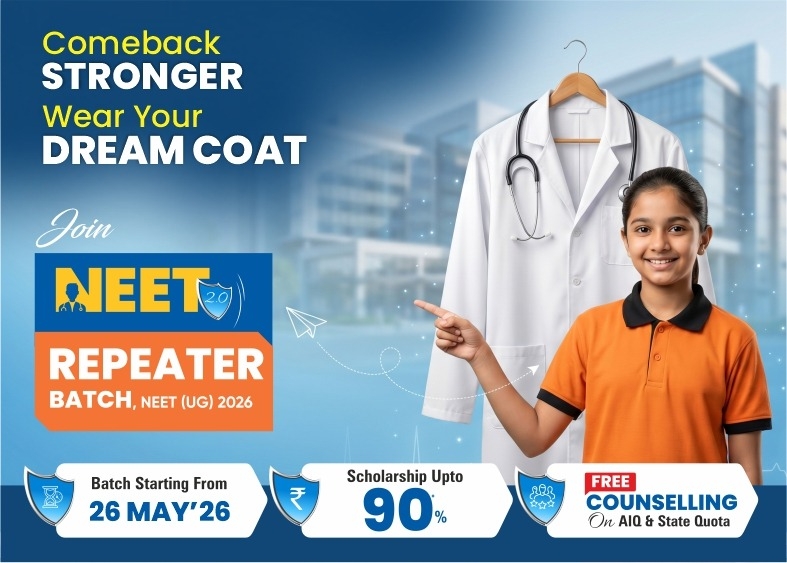 Comeback
STRONGER
Wear Your
DREAM COAT
Join
NEET 2.0
REPEATER
BATCH, NEET (UG) 2026
Batch Starting From
26 MAY'26
₹
Scholarship Upto
90*%
FREE
COUNSELLING
On AIQ & State Quota